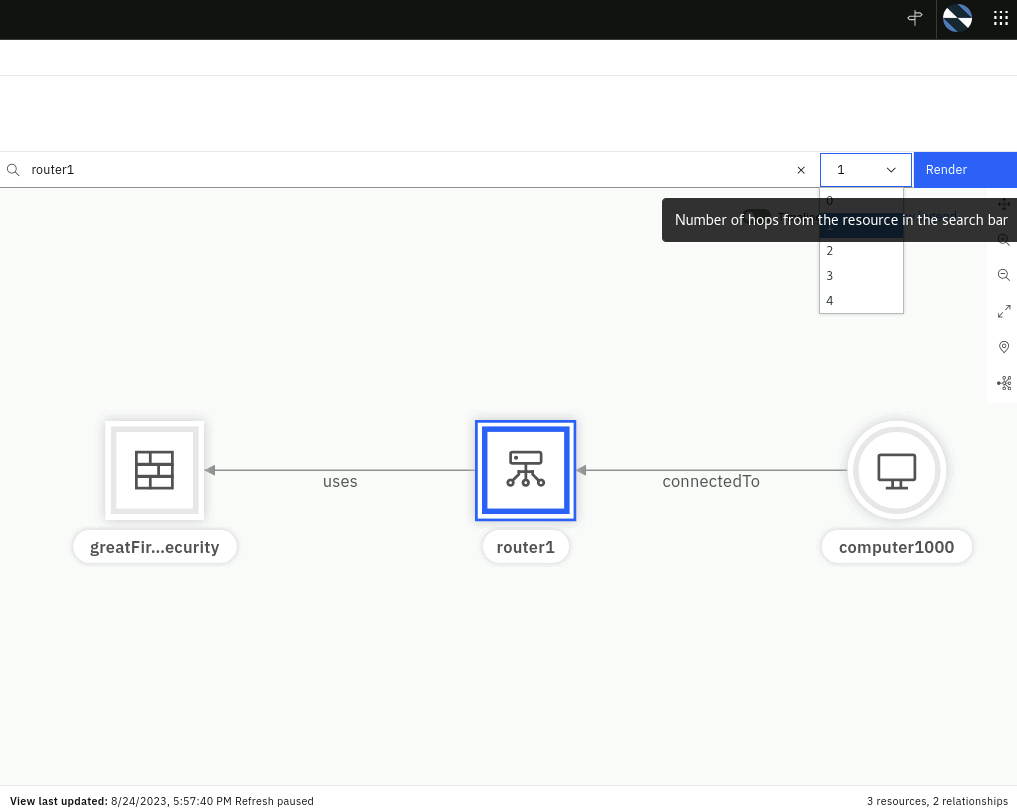 router1
1
Render
0
Number of hops from the resource in the search bar
1
2
3
4
uses
connectedTo
greatFir...ecurity
router1
computer1000
View last updated: 8/24/2023, 5:57:40 PM Refresh paused
3 resources, 2 relationships